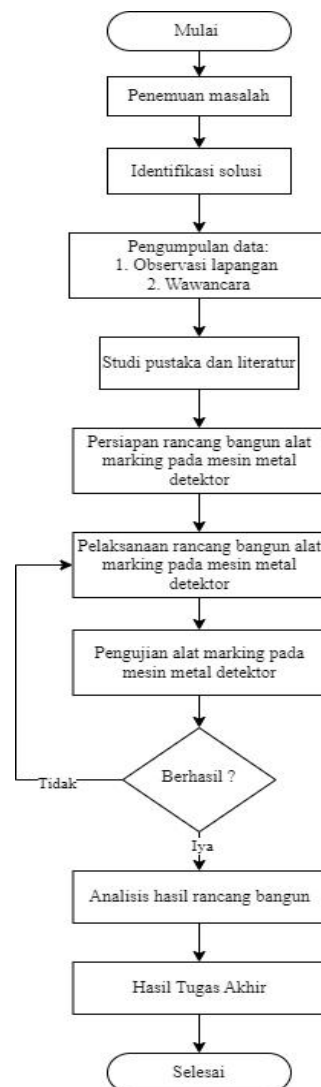 Mulai
Penemuan masalah
Identifikasi solusi
Pengumpulan data:
1. Observasi lapangan
2. Wawancara
Studi pustaka dan literatur
Persiapan rancang bangun alat
marking pada mesin metal
detektor
Pelaksanaan rancang bangun alat
marking pada mesin metal
detektor
Pengujian alat marking pada
mesin metal detektor
Berhasil ?
Tidak
Iya
Analisis hasil rancang bangun
Hasil Tugas Akhir
Selesai